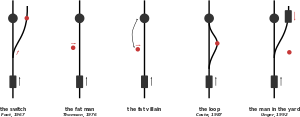 the switch
Foot, 1967
the fat man
Thomson, 1976
the fat villain
the loop
Costa, 1987
the man in the yard
Unger, 1992